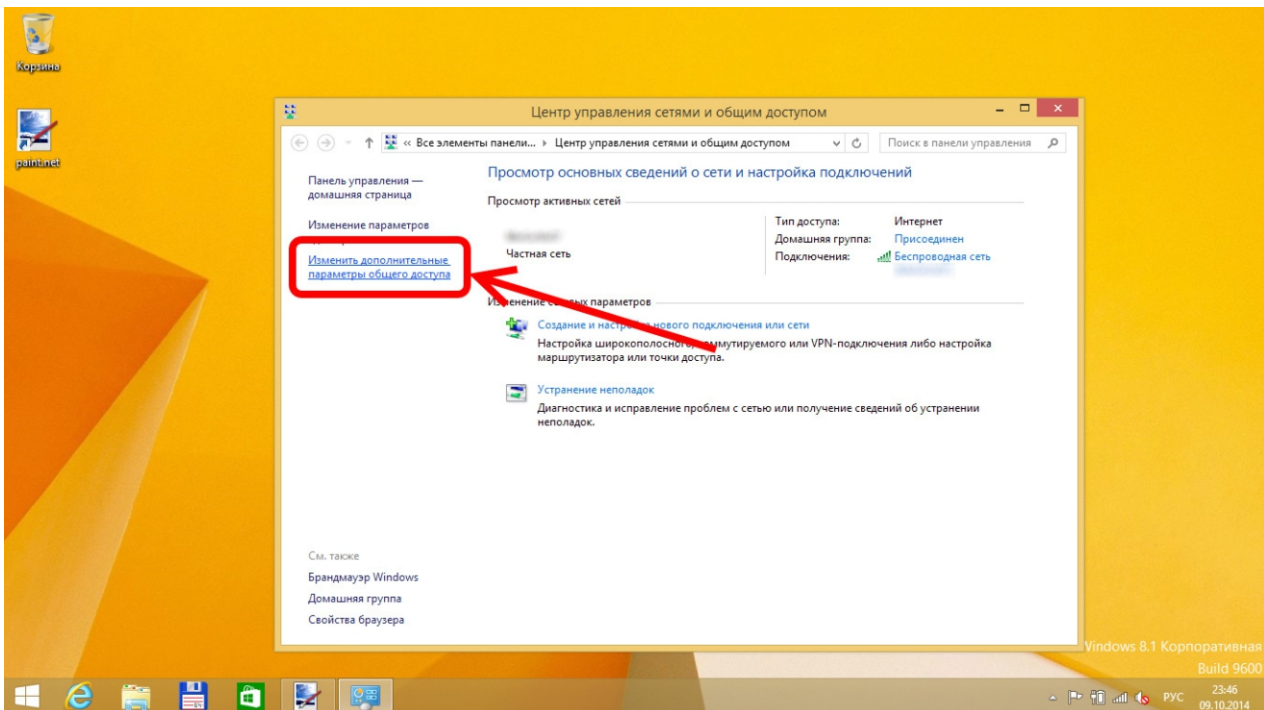 Корзина
paint.net
Центр управления сетями и общим доступом
« Все элементы панели... ▸ Центр управления сетями и общим доступом
Поиск в панели управления
Панель управления —
домашняя страница
Изменение параметров
Изменить дополнительные
параметры общего доступа
Просмотр основных сведений о сети и настройка подключений
Просмотр активных сетей
Частная сеть
Тип доступа: Интернет
Домашняя группа: Присоединен
Подключения: Беспроводная сеть
Изменение сетевых параметров
Создание и настройка нового подключения или сети
Настройка широкополосного, коммутируемого или VPN-подключения либо настройка
маршрутизатора или точки доступа.
Устранение неполадок
Диагностика и исправление проблем с сетью или получение сведений об устранении
неполадок.
См. также
Брандмауэр Windows
Домашняя группа
Свойства браузера
Windows 8.1 Корпоративная
Build 9600
РУС
23:46
09.10.2014